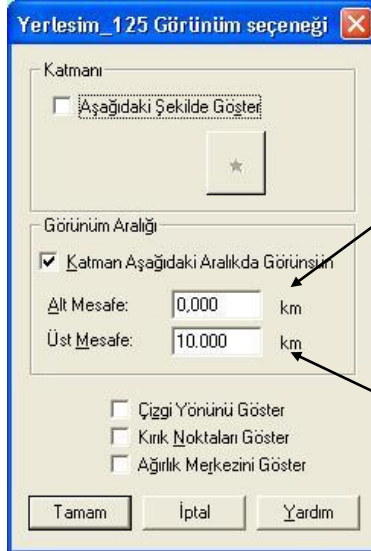 Yerlesim_125 Görünüm seçeneği
Katmanı
Aşağıdaki Şekilde Göster
Görünüm Aralığı
Katman Aşağıdaki Aralıkda Görünsün
Alt Mesafe: 0,000 km
Üst Mesafe: 10.000 km
Çizgi Yönünü Göster
Kırık Noktaları Göster
Ağırlık Merkezini Göster
Tamam İptal Yardım